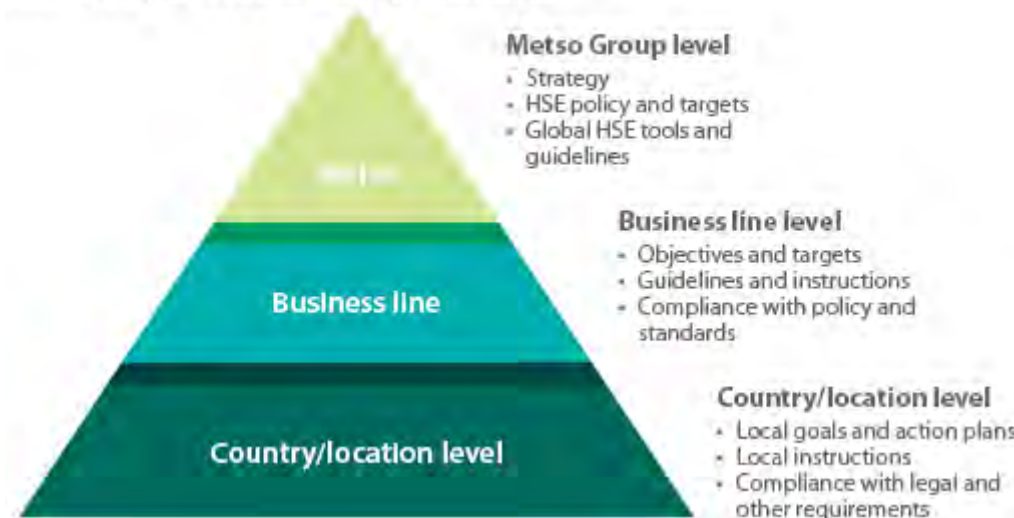 Metso Group level
• Strategy
• HSE policy and targets
• Global HSE tools and
guidelines
Business line level
• Objectives and targets
• Guidelines and instructions
• Compliance with policy and
standards
Business line
Country/location level
• Local goals and action plans
• Local instructions
• Compliance with legal and
other requirements
Country/location level